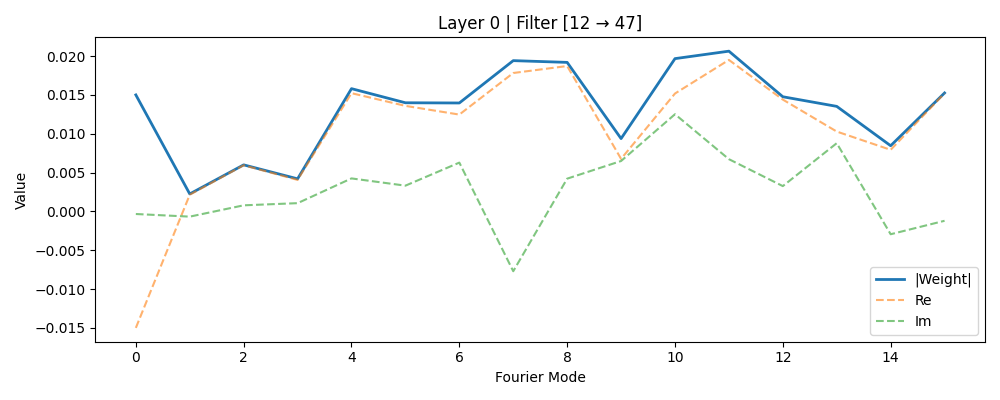 Layer 0 | Filter [12 → 47]
0.020
0.015
0.010
0.005
0.000
−0.005
−0.010
−0.015
Value
0 2 4 6 8 10 12 14
Fourier Mode
|Weight|
Re
Im